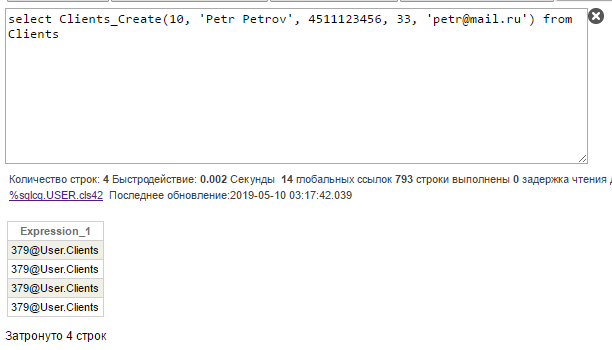 select Clients_Create(10, 'Petr Petrov', 4511123456, 33, 'petr@mail.ru') from
Clients
Количество строк: 4 Быстродействие: 0.002 Секунды 14 глобальных ссылок 793 строки выполнены 0 задержка чтения
%sqlcq.USER.cls42 Последнее обновление:2019-05-10 03:17:42.039
Expression_1
379@User.Clients
379@User.Clients
379@User.Clients
379@User.Clients
Затронуто 4 строк